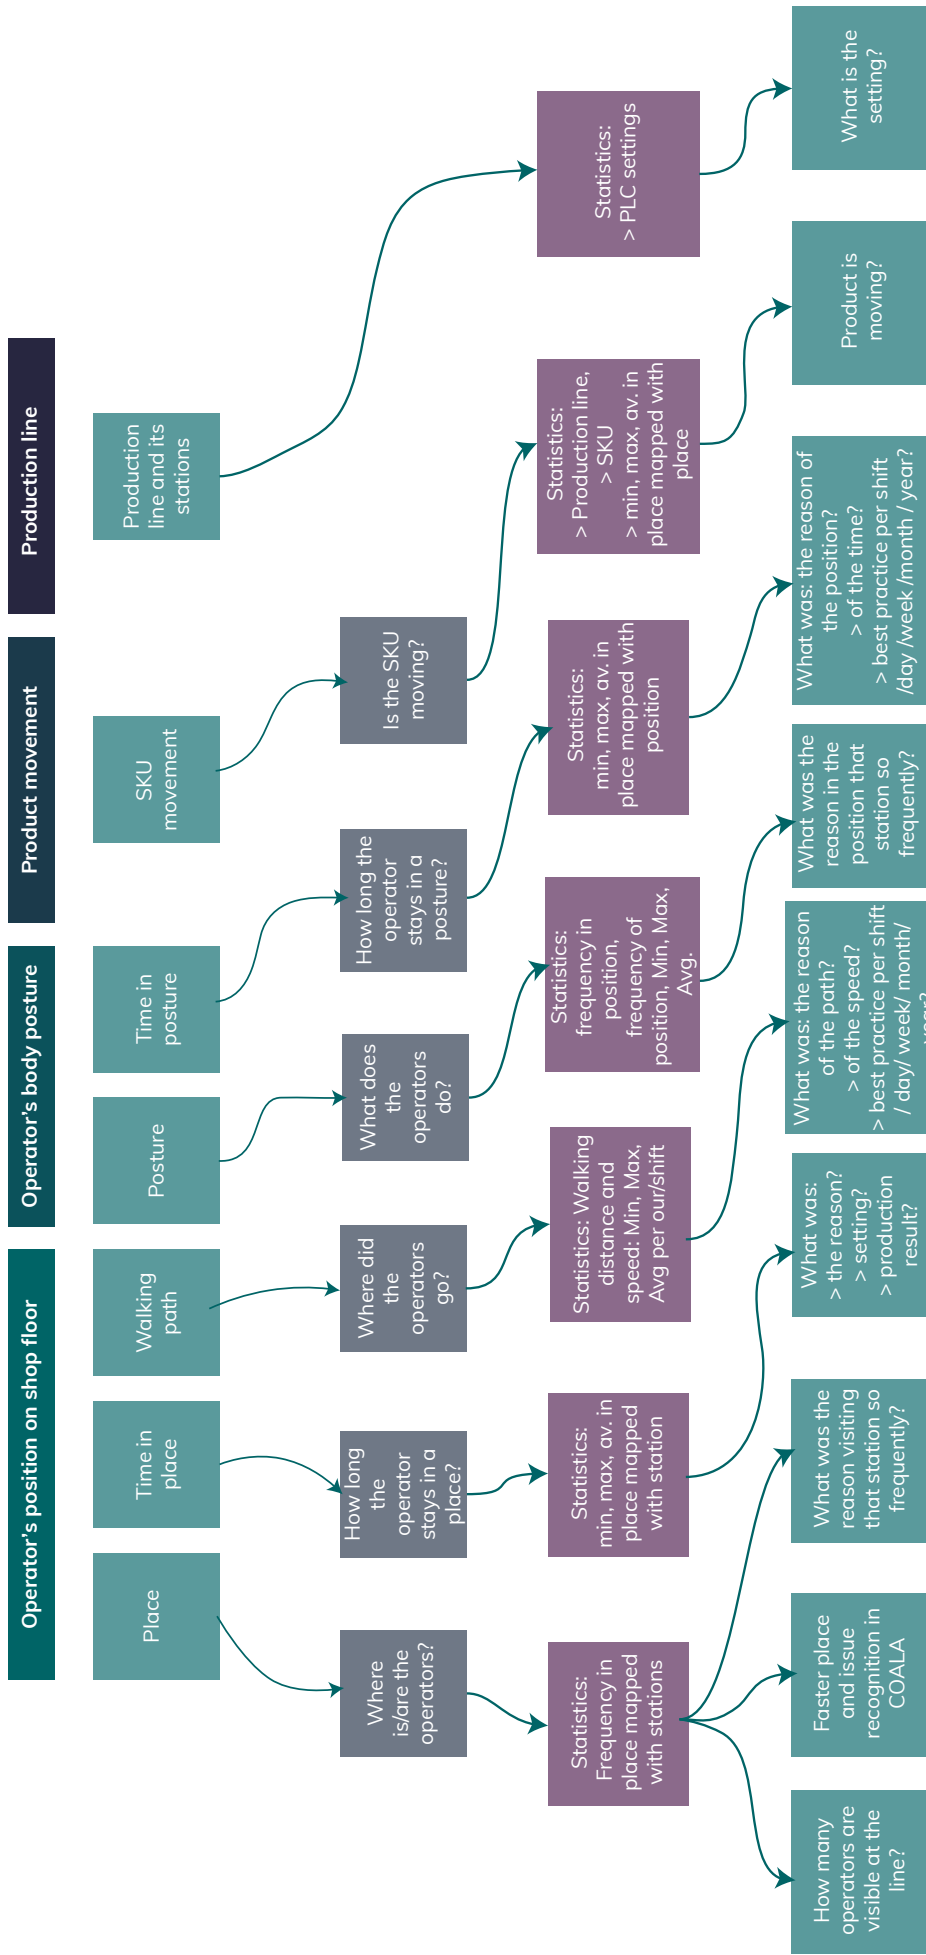 Operator's position on shop floor
Operator's body posture
Product movement
Production line
Place
Time in
place
Walking
path
Posture
Time in
posture
SKU
movement
Production
line and its
stations
Where
is/are the
operators?
How long
the
operator
stays in a
place?
Where did
the
operators
go?
What does
the
operators
do?
How long the
operator
stays in a
posture?
Is the SKU
moving?
Statistics:
Frequency in
place mapped
with stations
Statistics:
min, max, av. in
place mapped
with station
Statistics: Walking
distance and
speed: Min, Max,
Avg per our/shift
Statistics:
frequency in
position,
frequency of
position, Min, Max,
Avg.
Statistics:
min, max, av. in
place mapped with
position
Statistics:
> Production line,
> SKU
> min, max, av. in
place mapped with
place
Statistics:
> PLC settings
How many
operators are
visible at the
line?
Faster place
and issue
recognition in
COALA
What was the
reason visiting
that station so
frequently?
What was:
> the reason?
> setting?
> production
result?
What was: the reason
of the path?
> of the speed?
> best practice per shift
/ day/ week/ month/
year?
What was the
reason in the
position that
station so
frequently?
What was: the reason of
the position?
> of the time?
> best practice per shift
/day /week /month / year?
Product is
moving?
What is the
setting?